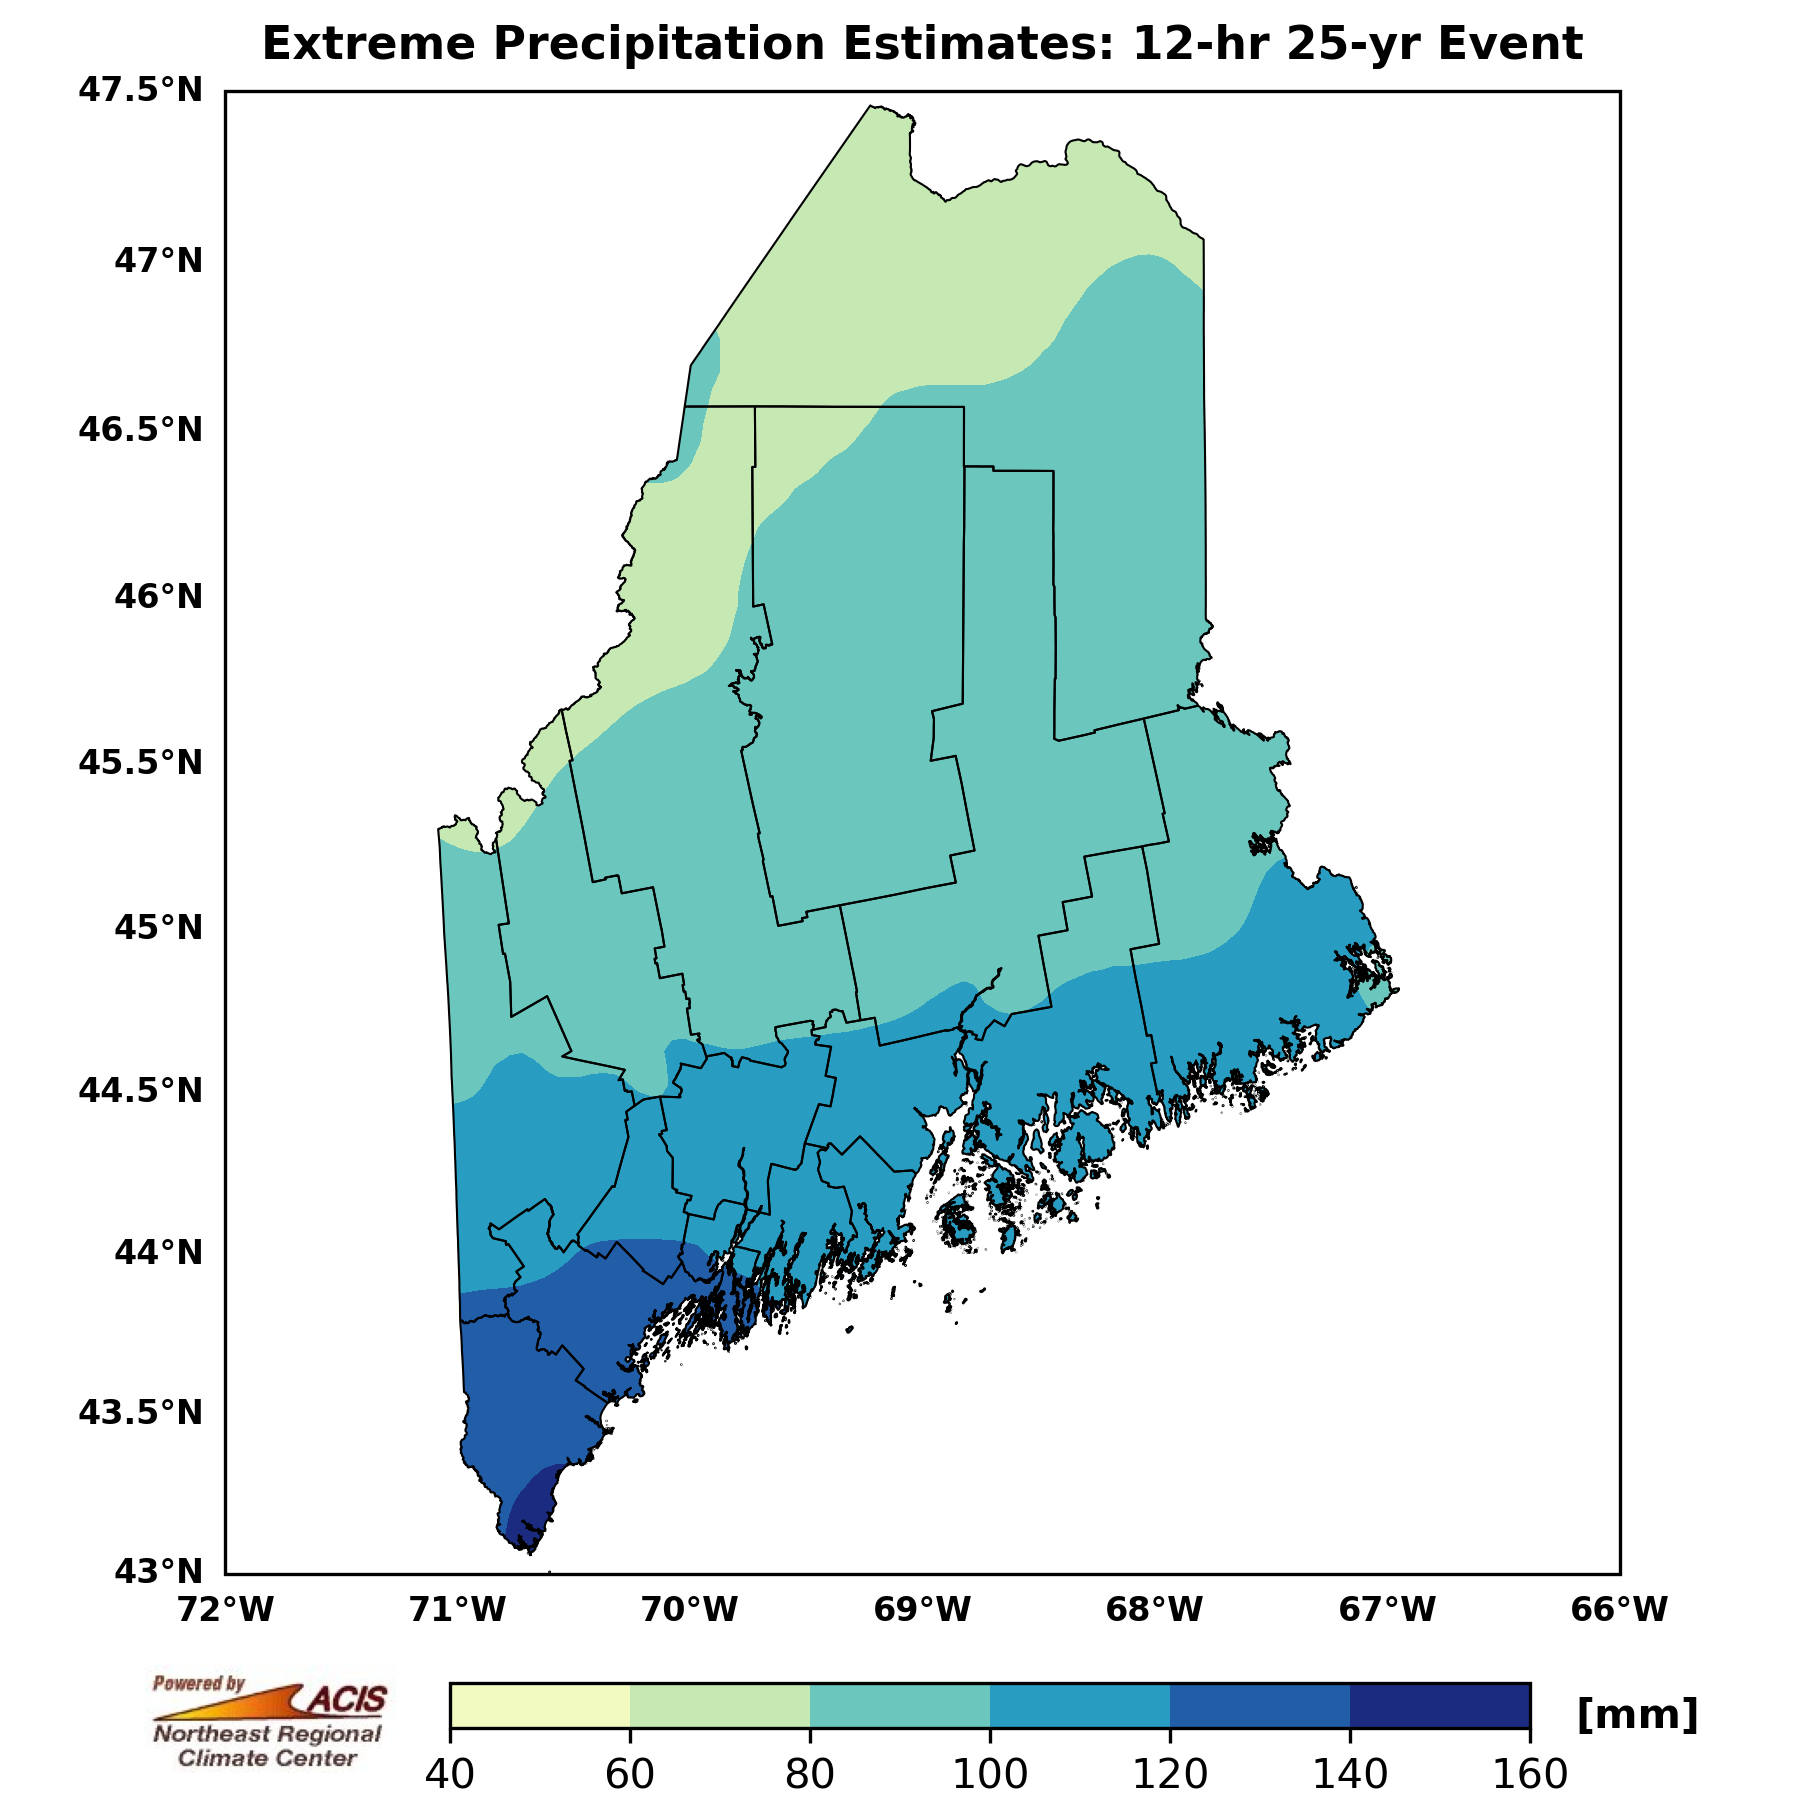 Extreme Precipitation Estimates: 12-hr 25-yr Event
47.5°N
47°N
46.5°N
46°N
45.5°N
45°N
44.5°N
44°N
43.5°N
43°N
72°W 71°W 70°W 69°W 68°W 67°W 66°W
Powered by
ACIS
Northeast Regional
Climate Center
[mm]
40 60 80 100 120 140 160